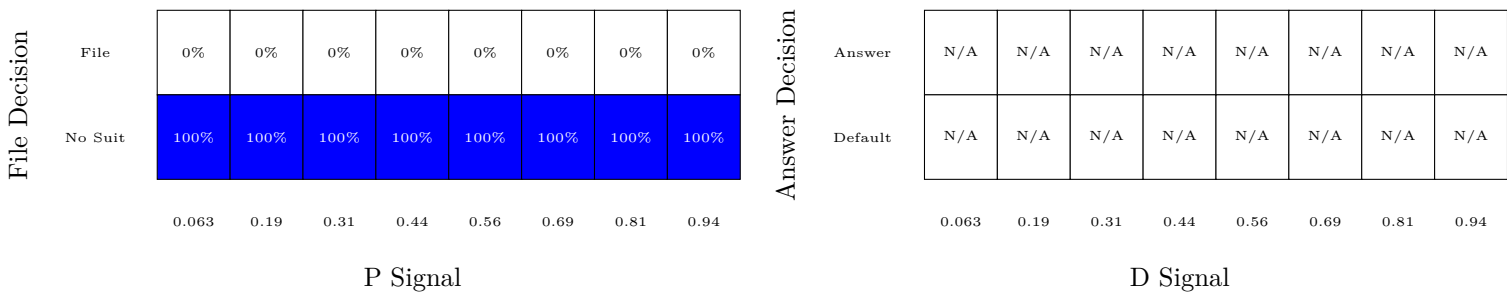 File Decision
File 0% 0% 0% 0% 0% 0% 0% 0%
No Suit 100% 100% 100% 100% 100% 100% 100% 100%
0.063 0.19 0.31 0.44 0.56 0.69 0.81 0.94
P Signal
Answer Decision
Answer N/A N/A N/A N/A N/A N/A N/A N/A
Default N/A N/A N/A N/A N/A N/A N/A N/A
0.063 0.19 0.31 0.44 0.56 0.69 0.81 0.94
D Signal